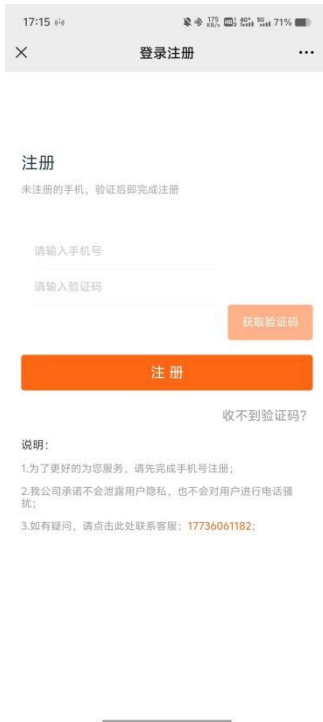 17:15
175 KB/s HD 4G+ 5G 71%
登录注册
注册
未注册的手机，验证后即完成注册
请输入手机号
请输入验证码
获取验证码
注 册
收不到验证码?
说明：
1.为了更好的为您服务，请先完成手机号注册；
2.我公司承诺不会泄露用户隐私，也不会对用户进行电话骚
扰；
3.如有疑问，请点击此处联系客服：17736061182；